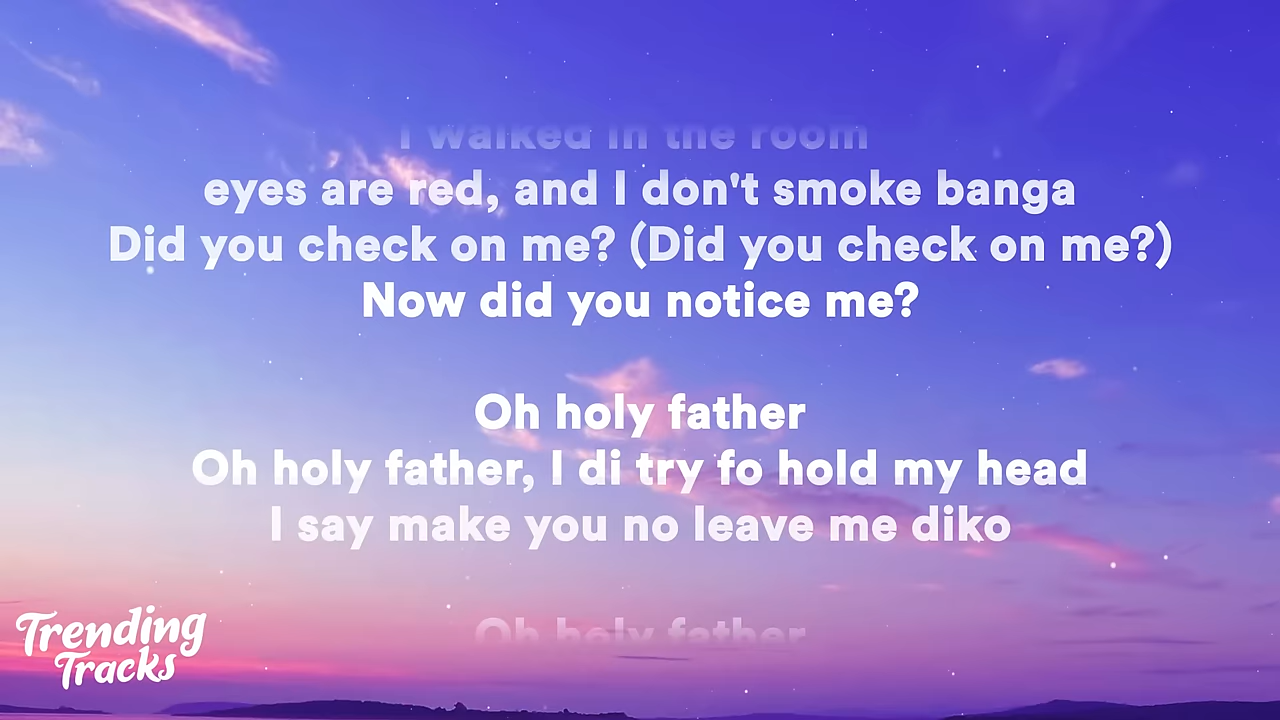 I walked in the room
eyes are red, and I don't smoke banga
Did you check on me? (Did you check on me?)
Now did you notice me?
Oh holy father
Oh holy father, I di try fo hold my head
I say make you no leave me diko
Oh holy father
Trending
Tracks